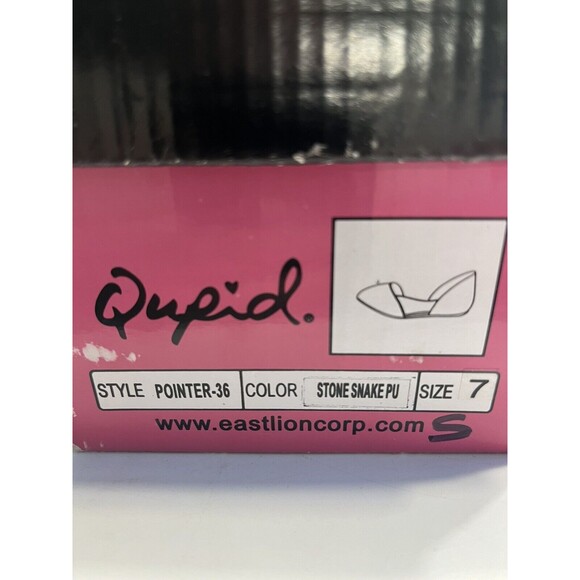 Qupid.
STYLE POINTER-36 COLOR STONE SNAKE PU SIZE 7
www.eastlioncorp.com S